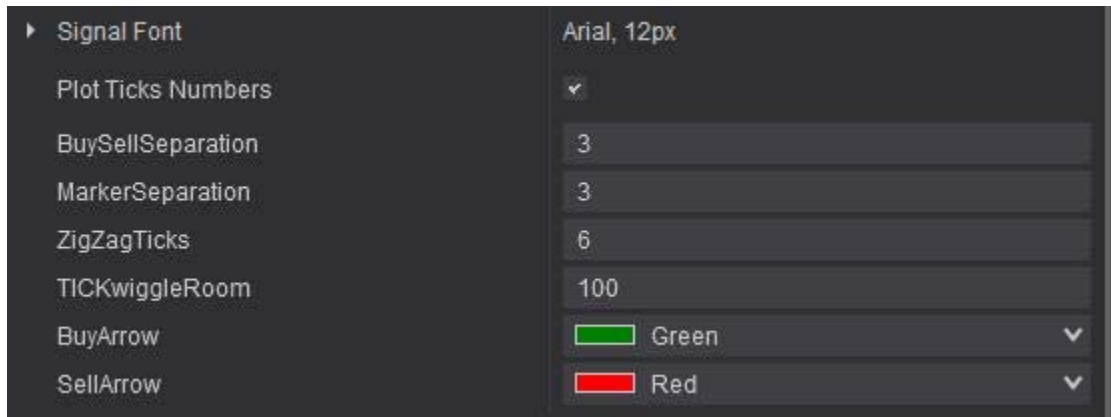 Signal Font Arial, 12px
Plot Ticks Numbers
BuySellSeparation 3
MarkerSeparation 3
ZigZagTicks 6
TICKwiggleRoom 100
BuyArrow Green
SellArrow Red